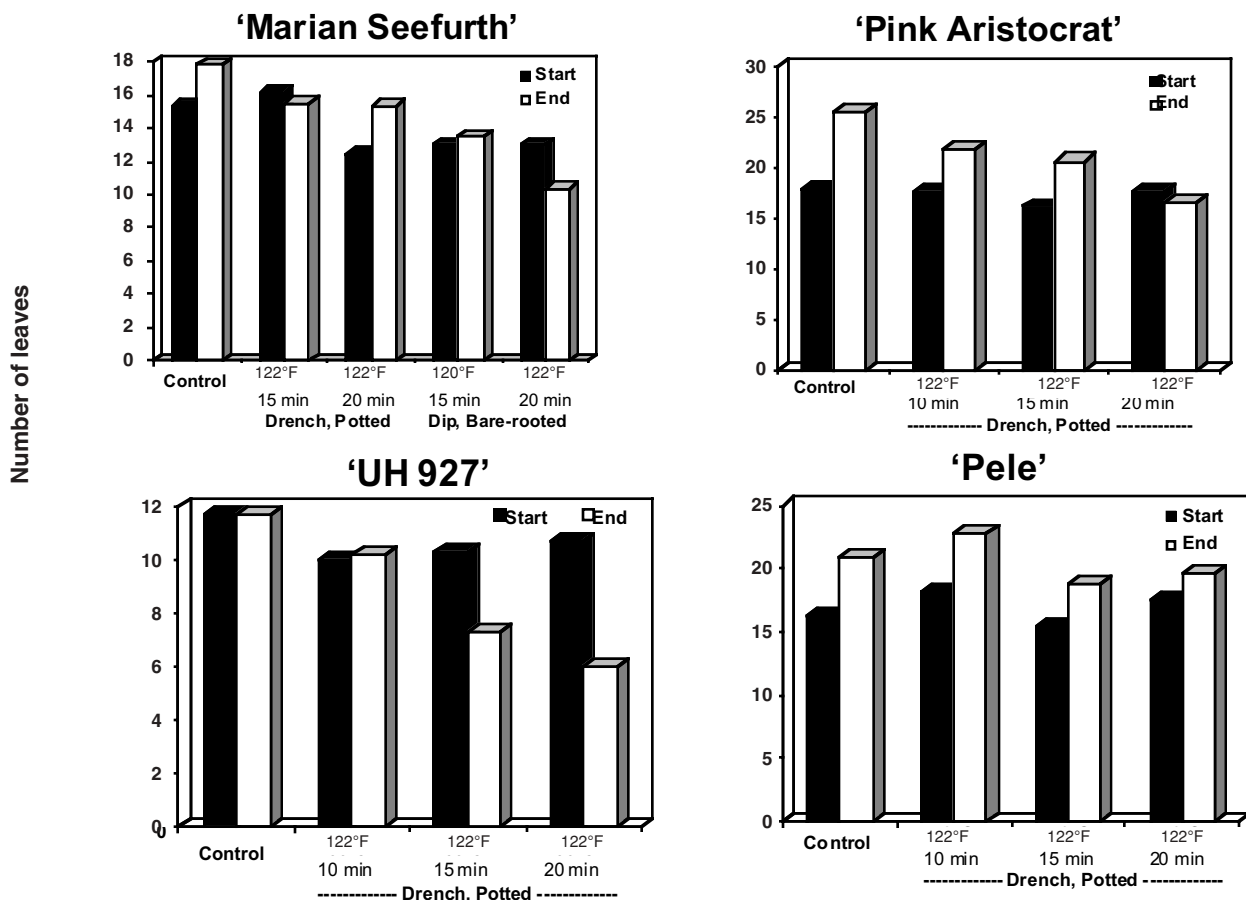 ‘Marian Seefurth’
18
16
14
12
10
8
6
4
2
0
Start
End
Control
122°F 122°F 120°F 122°F
15 min 20 min 15 min 20 min
Drench, Potted Dip, Bare-rooted
‘Pink Aristocrat’
30
25
20
15
10
5
0
Start
End
Control
122°F 122°F 122°F
10 min 15 min 20 min
------------- Drench, Potted -------------
Number of leaves
‘UH 927’
12
10
8
6
4
2
0
Start End
Control
122°F 122°F 122°F
10 min 15 min 20 min
------------- Drench, Potted -------------
‘Pele’
25
20
15
10
5
0
Start
End
Control
122°F 122°F 122°F
10 min 15 min 20 min
------------- Drench, Potted -------------